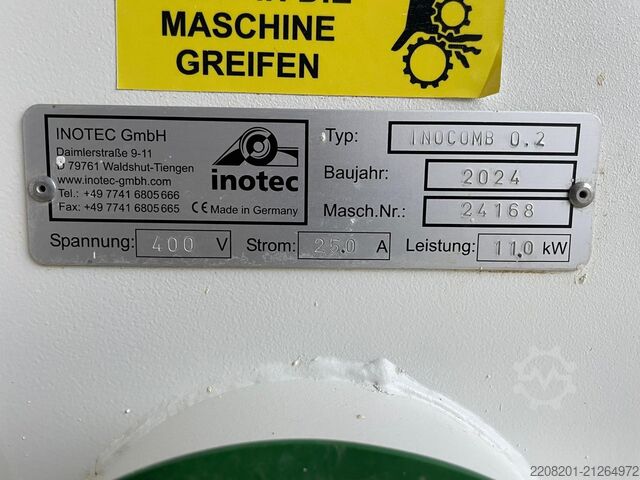 MASCHINE
GREIFEN
INOTEC GmbH
Daimlerstraße 9-11
D 79761 Waldshut-Tiengen
www.inotec-gmbh.com
Tel.: +49 7741 6805 666
Fax: +49 7741 6805 665
inotec
CE Made in Germany
Typ: INOCOMB 0.2
Baujahr: 2024
Masch.Nr.: 24168
Spannung: 400 V Strom: 25.0 A Leistung: 11.0 kW
2208201-21264972